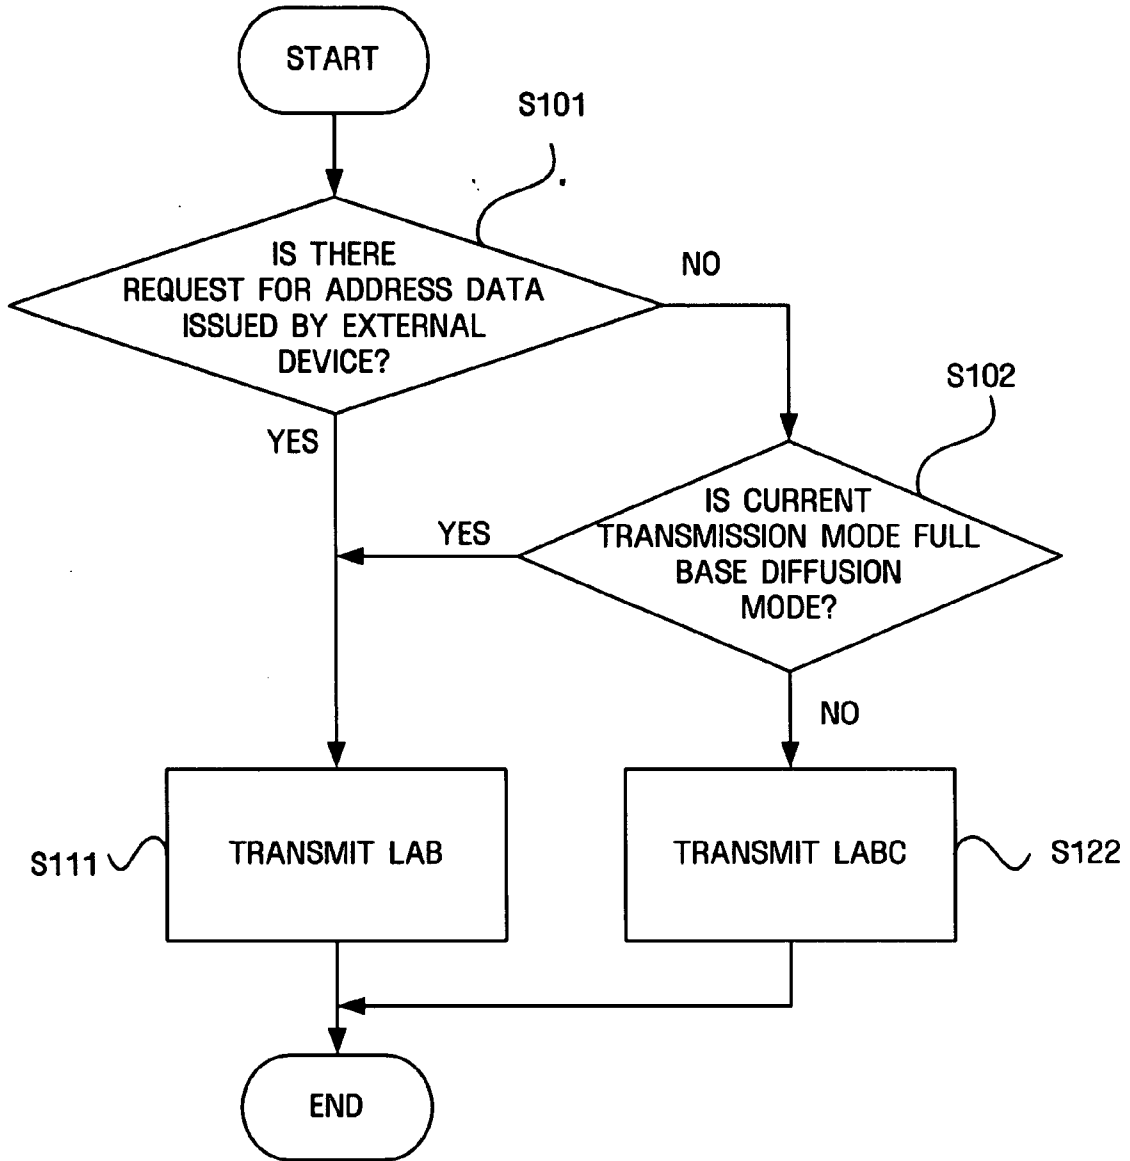 START
S101
IS THERE
REQUEST FOR ADDRESS DATA
ISSUED BY EXTERNAL
DEVICE?
NO
YES
S102
IS CURRENT
TRANSMISSION MODE FULL
BASE DIFFUSION
MODE?
YES
NO
TRANSMIT LAB
S111
TRANSMIT LABC
S122
END